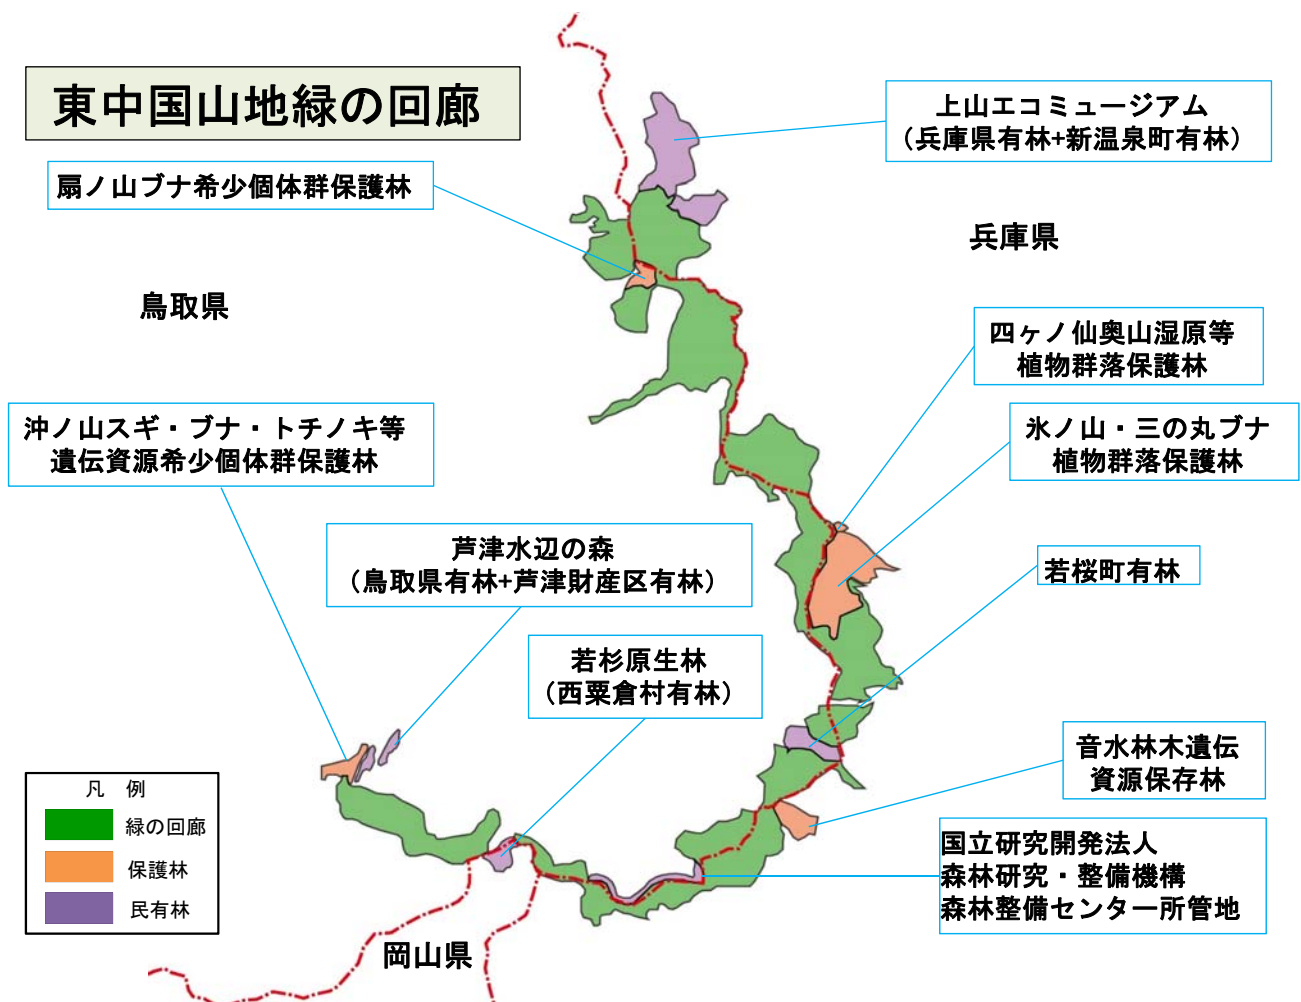 東中国山地緑の回廊
上山エコミュージアム
（兵庫県有林+新温泉町有林）
扇ノ山ブナ希少個体群保護林
兵庫県
鳥取県
四ヶノ仙奥山湿原等
植物群落保護林
沖ノ山スギ・ブナ・トチノキ等
遺伝資源希少個体群保護林
氷ノ山・三の丸ブナ
植物群落保護林
芦津水辺の森
（鳥取県有林+芦津財産区有林）
若桜町有林
若杉原生林
（西粟倉村有林）
音水林木遺伝
資源保存林
凡　例
緑の回廊
保護林
民有林
国立研究開発法人
森林研究・整備機構
森林整備センター所管地
岡山県